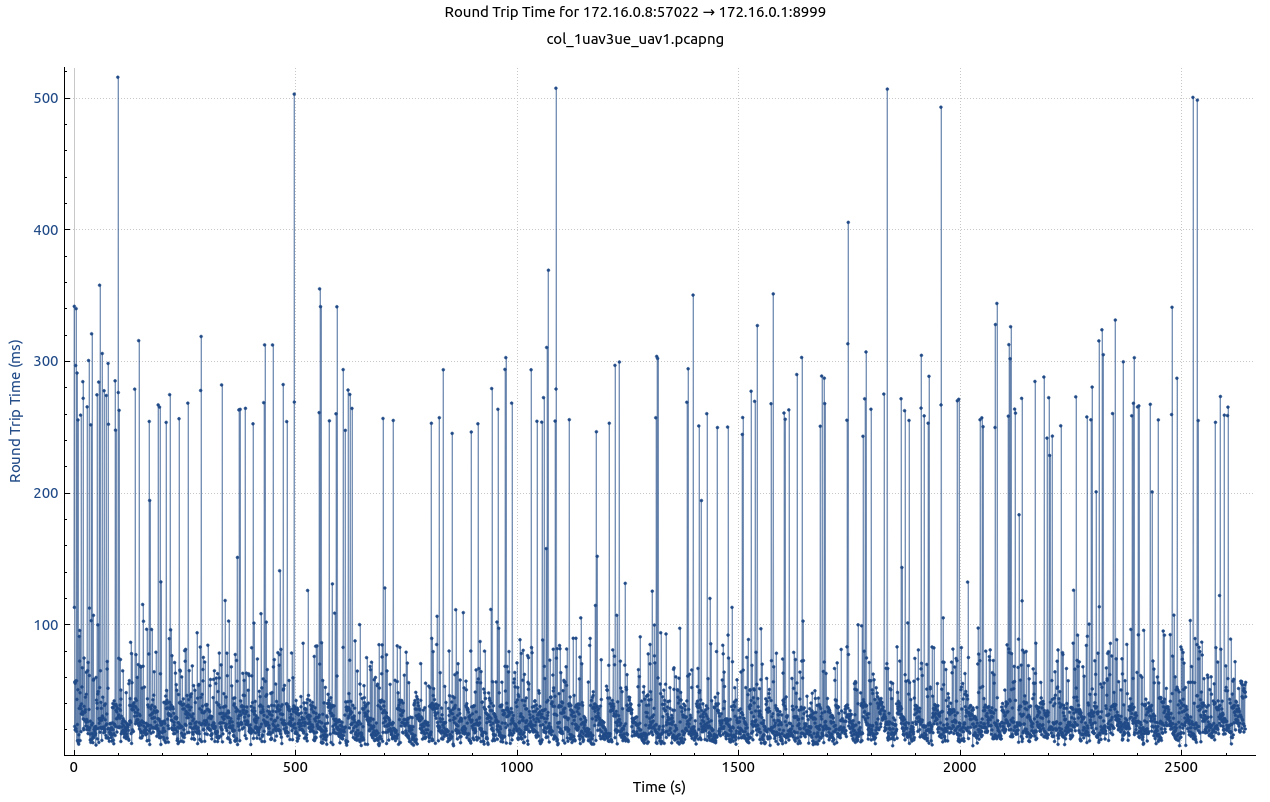 Round Trip Time for 172.16.0.8:57022 → 172.16.0.1:8999
col_1uav3ue_uav1.pcapng
Round Trip Time (ms)
500
400
300
200
100
0 500 1000 1500 2000 2500
Time (s)